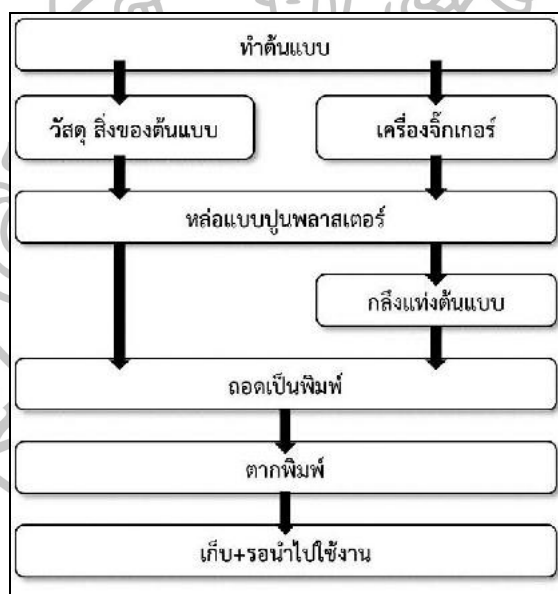 ทำต้นแบบ
วัสดุ สิ่งของต้นแบบ
เครื่องจิ๊กเกอร์
หล่อแบบปูนพลาสเตอร์
กลึงแท่งต้นแบบ
ถอดเป็นพิมพ์
ตากพิมพ์
เก็บ+รอนำไปใช้งาน